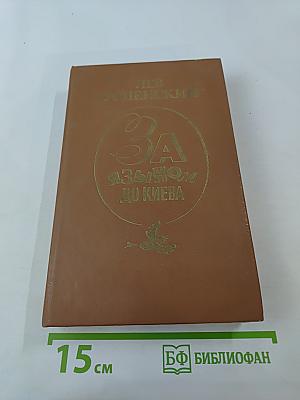 ЛЕВ
УСПЕНСКИЙ
ЗА
ЯЗЫКОМ
ДО КИЕВА
15 см
БФ БИБЛИОФАН